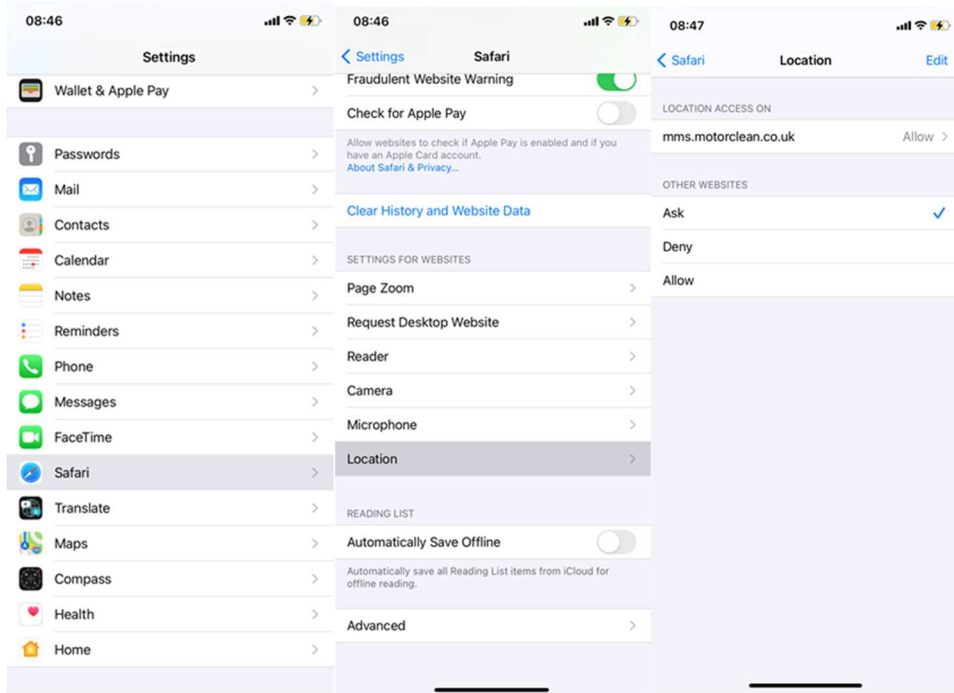 08:46
Settings
Wallet & Apple Pay
Passwords
Mail
Contacts
Calendar
Notes
Reminders
Phone
Messages
FaceTime
Safari
Translate
Maps
Compass
Health
Home
08:46
Settings
Safari
Fraudulent Website Warning
Check for Apple Pay
Allow websites to check if Apple Pay is enabled and if you
have an Apple Card account.
About Safari & Privacy...
Clear History and Website Data
SETTINGS FOR WEBSITES
Page Zoom
Request Desktop Website
Reader
Camera
Microphone
Location
READING LIST
Automatically Save Offline
Automatically save all Reading List items from iCloud for
offline reading.
Advanced
08:47
Safari
Location
Edit
LOCATION ACCESS ON
mms.motorclean.co.uk
Allow
OTHER WEBSITES
Ask
Deny
Allow